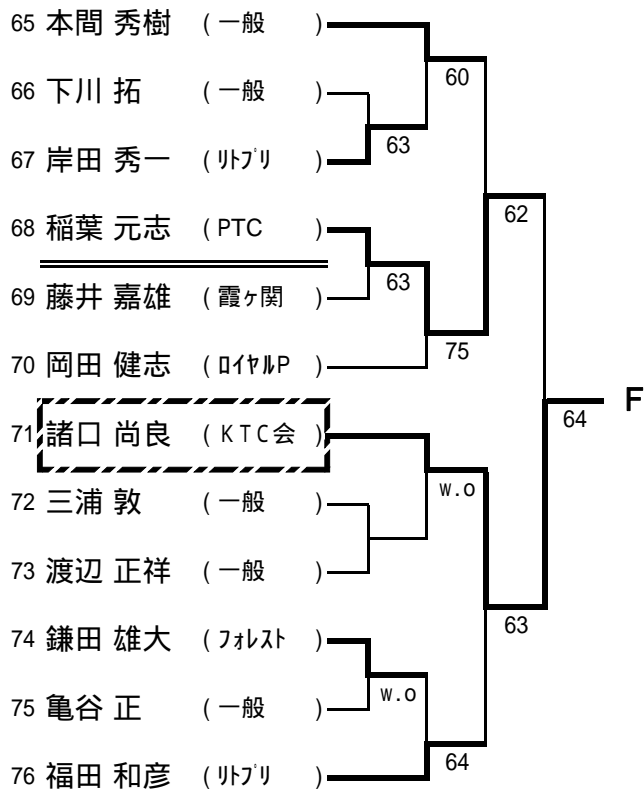 65 本間 秀樹 (一般)
60
66 下川 拓 (一般)
63
67 岸田 秀一 (ﾘﾄﾌﾟﾘ)
62
68 稲葉 元志 (PTC)
63
69 藤井 嘉雄 (霞ヶ関)
75
70 岡田 健志 (ﾛｲﾔﾙP)
F
64
71 諸口 尚良 (KTC会)
w.o
72 三浦 敦 (一般)
73 渡辺 正祥 (一般)
63
74 鎌田 雄大 (ﾌｫﾚｽﾄ)
w.o
75 亀谷 正 (一般)
64
76 福田 和彦 (ﾘﾄﾌﾟﾘ)